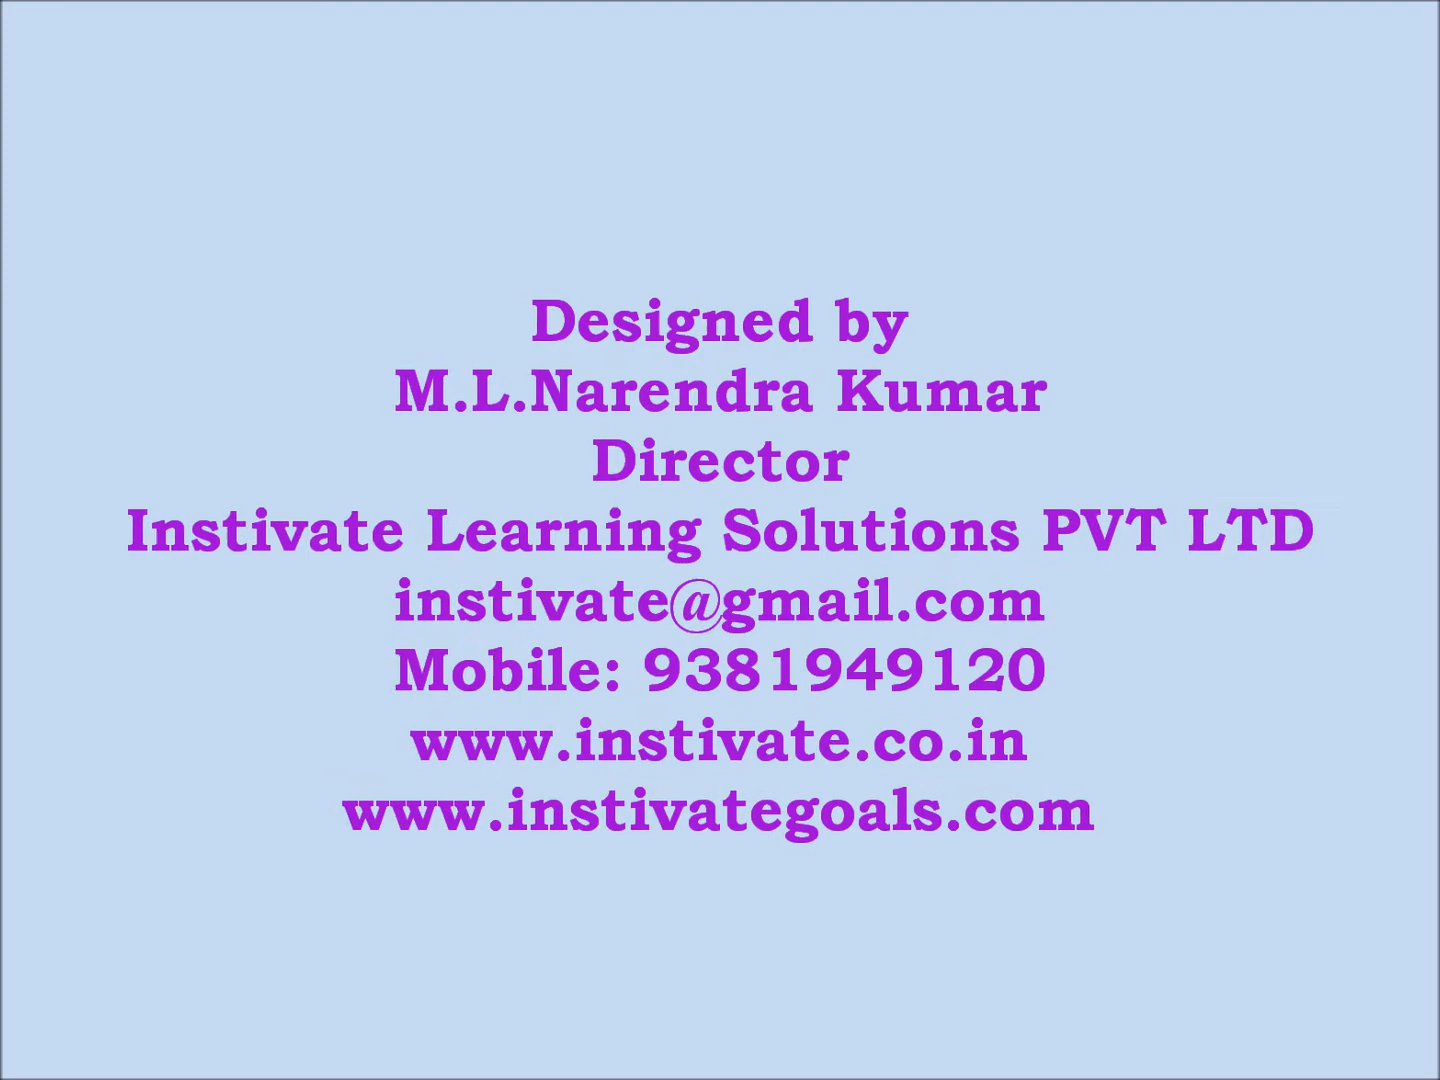 Designed by
M.L.Narendra Kumar
Director
Instivate Learning Solutions PVT LTD
instivate@gmail.com
Mobile: 9381949120
www.instivate.co.in
www.instivategoals.com